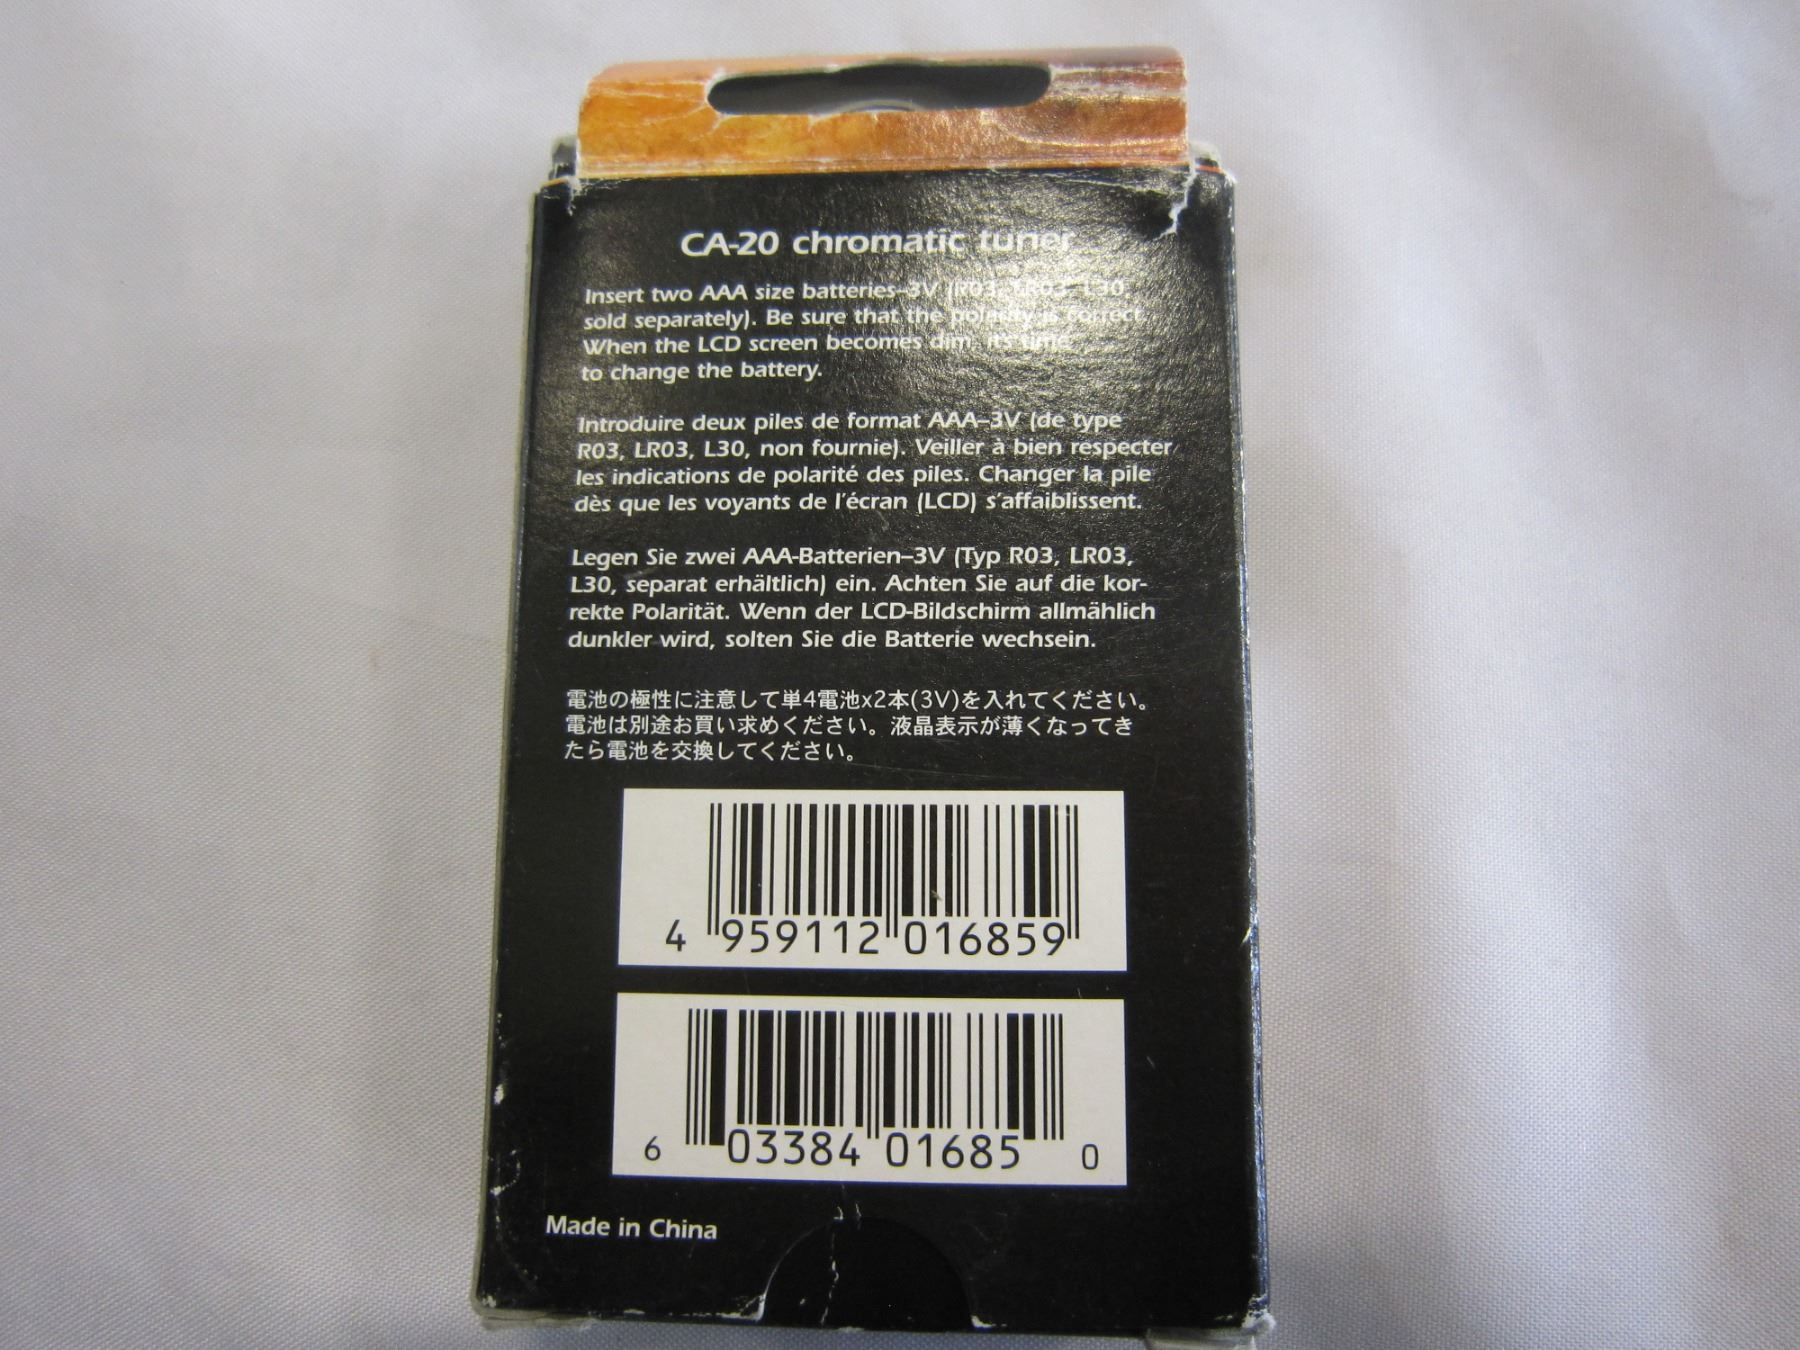 CA-20 chromatic tuner
Insert two AAA size batteries–3V (R03, LR03, L30,
sold separately). Be sure that the polarity is correct.
When the LCD screen becomes dim, it's time
to change the battery.
Introduire deux piles de format AAA–3V (de type
R03, LR03, L30, non fournie). Veiller à bien respecter
les indications de polarité des piles. Changer la pile
dès que les voyants de l'écran (LCD) s'affaiblissent.
Legen Sie zwei AAA-Batterien–3V (Typ R03, LR03,
L30, separat erhältlich) ein. Achten Sie auf die kor-
rekte Polarität. Wenn der LCD-Bildschirm allmählich
dunkler wird, solten Sie die Batterie wechsein.
電池の極性に注意して単4電池x2本(3V)を入れてください。
電池は別途お買い求めください。液晶表示が薄くなってき
たら電池を交換してください。
4 959112 016859
6 03384 01685 0
Made in China